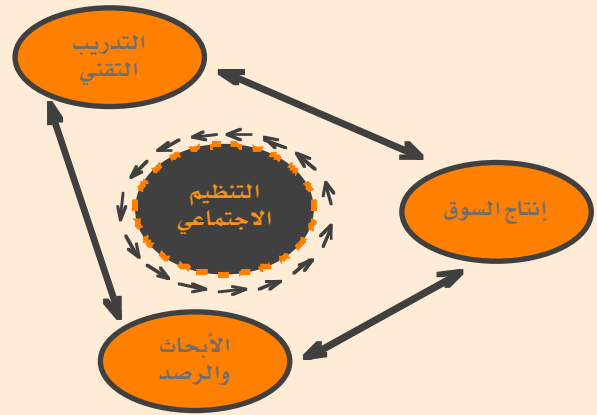 التدريب
التقني
التنظيم
الاجتماعي
إنتاج السوق
الأبحاث
والرصد